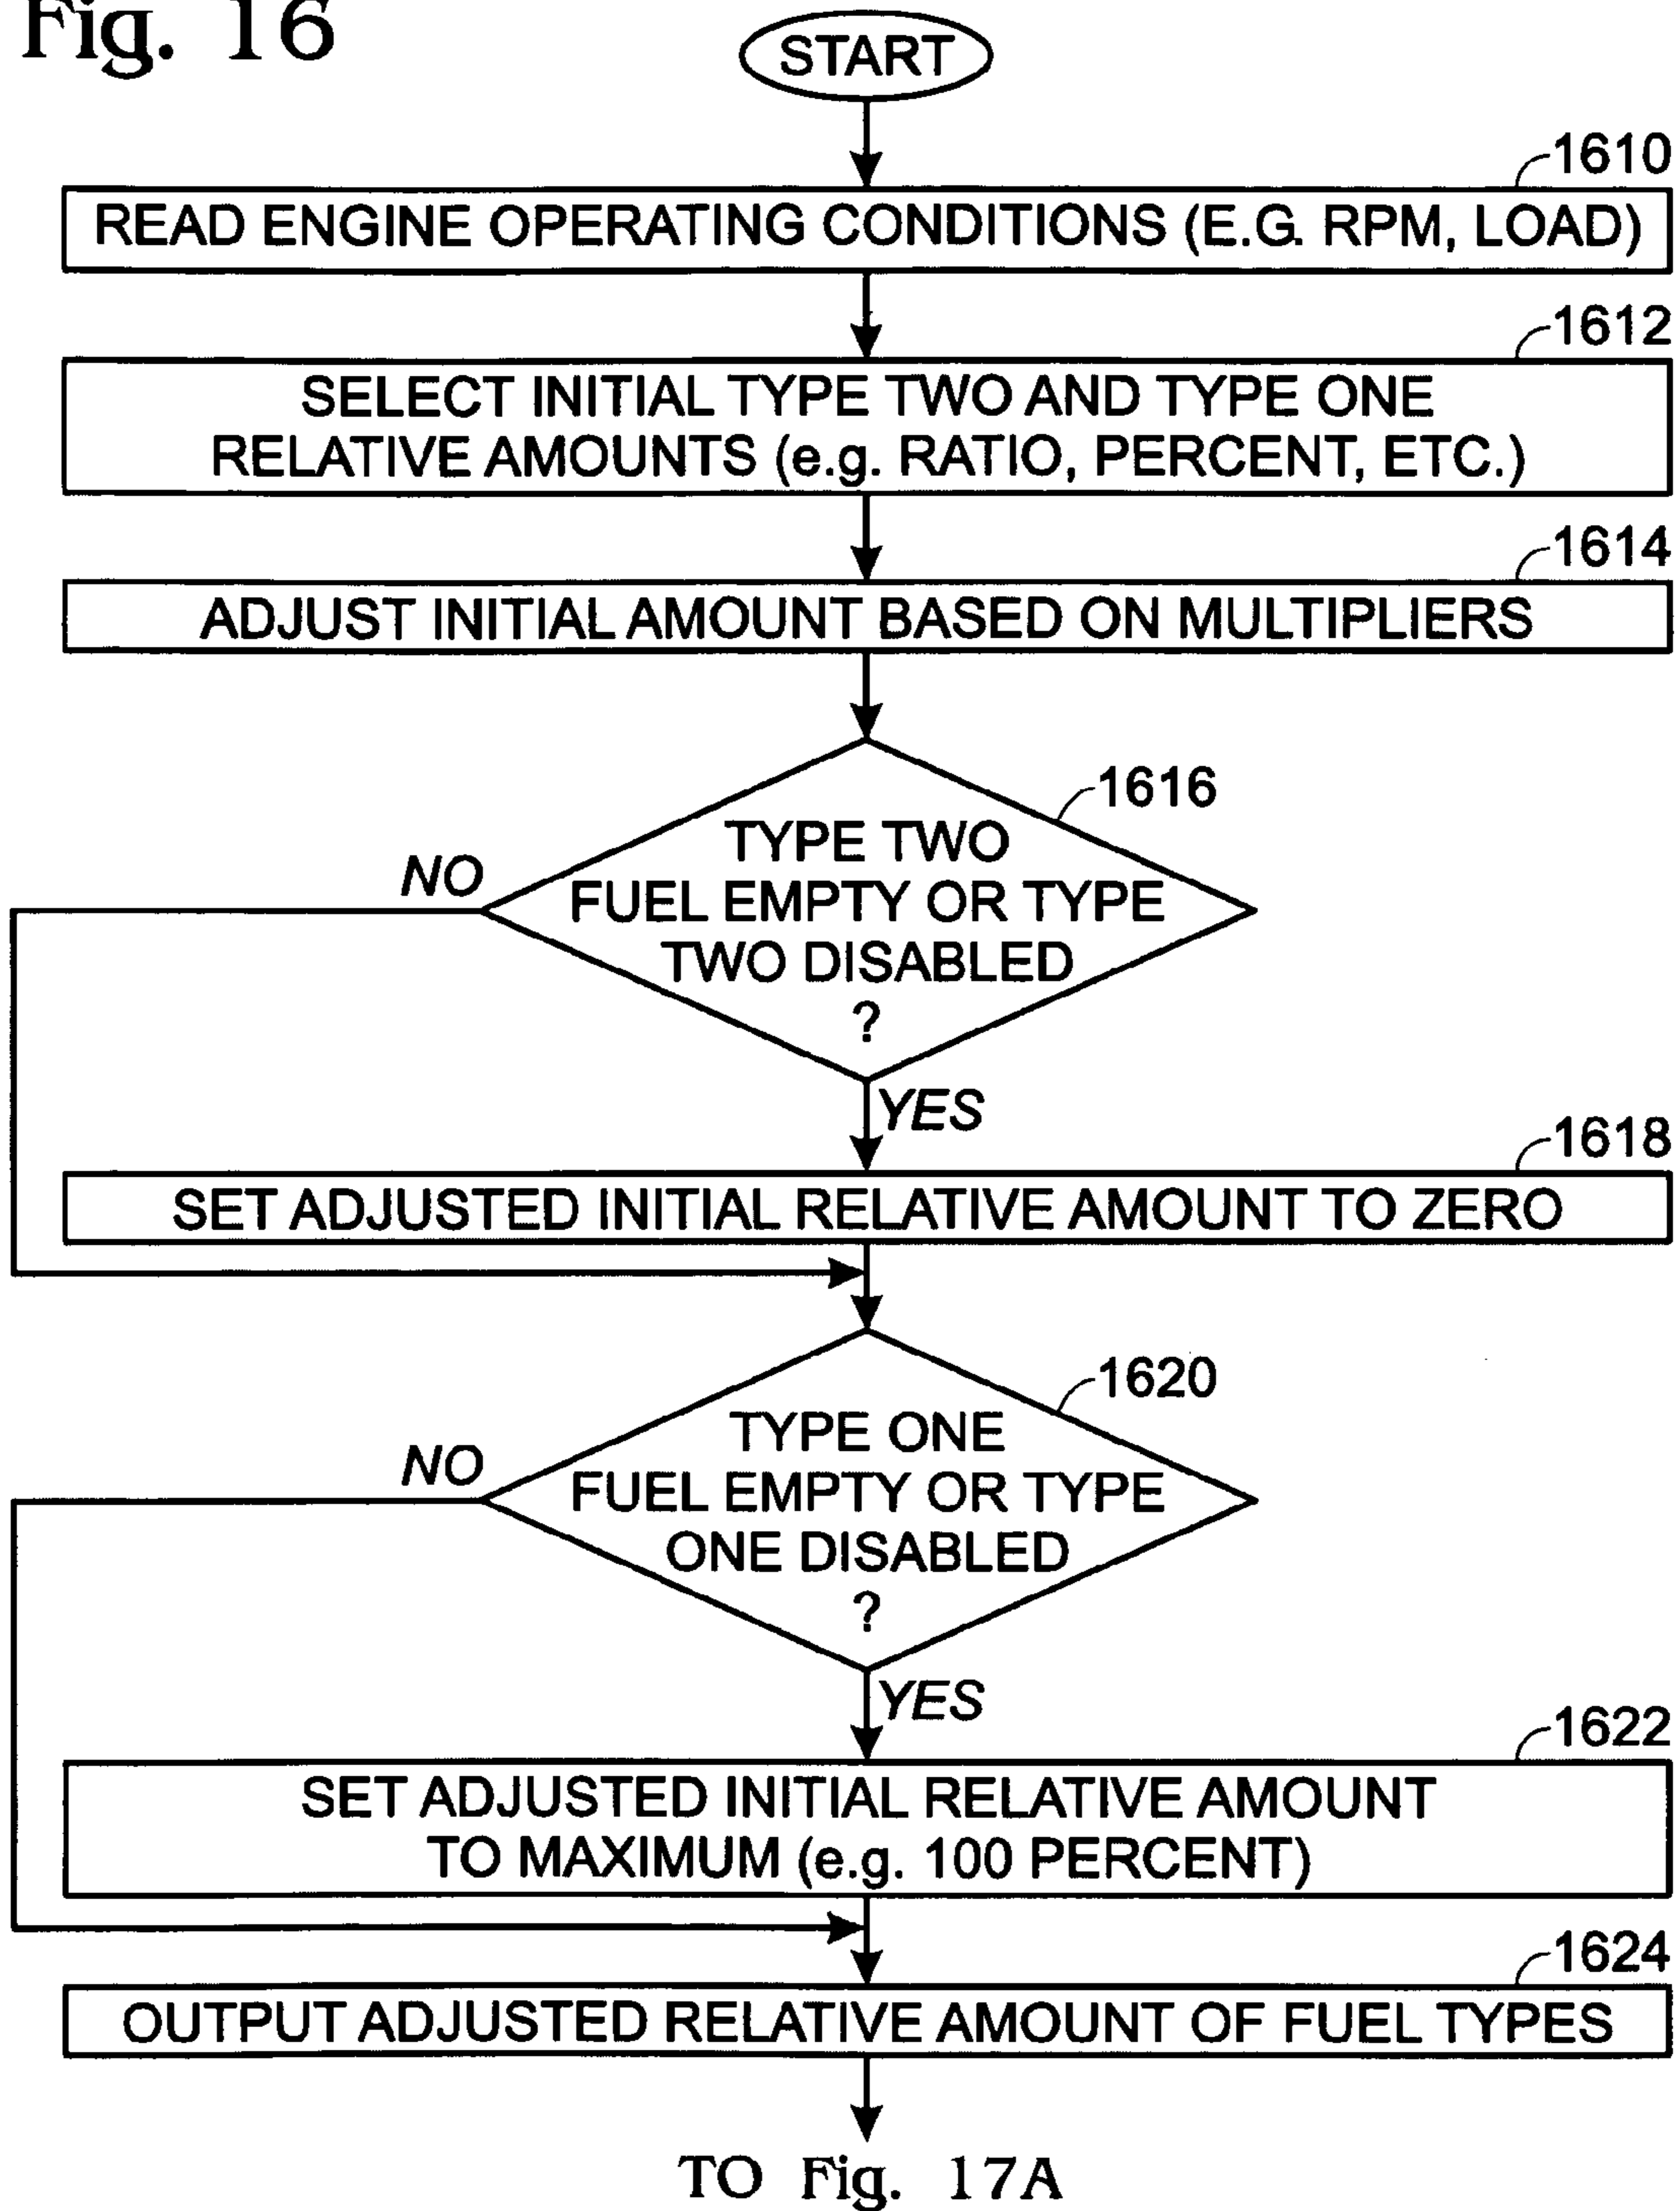 Fig. 16
START
1610
READ ENGINE OPERATING CONDITIONS (E.G. RPM, LOAD)
1612
SELECT INITIAL TYPE TWO AND TYPE ONE
RELATIVE AMOUNTS (e.g. RATIO, PERCENT, ETC.)
1614
ADJUST INITIAL AMOUNT BASED ON MULTIPLIERS
1616
TYPE TWO
NO
FUEL EMPTY OR TYPE
TWO DISABLED
?
YES
1618
SET ADJUSTED INITIAL RELATIVE AMOUNT TO ZERO
1620
TYPE ONE
NO
FUEL EMPTY OR TYPE
ONE DISABLED
?
YES
1622
SET ADJUSTED INITIAL RELATIVE AMOUNT
TO MAXIMUM (e.g. 100 PERCENT)
1624
OUTPUT ADJUSTED RELATIVE AMOUNT OF FUEL TYPES
TO Fig. 17A